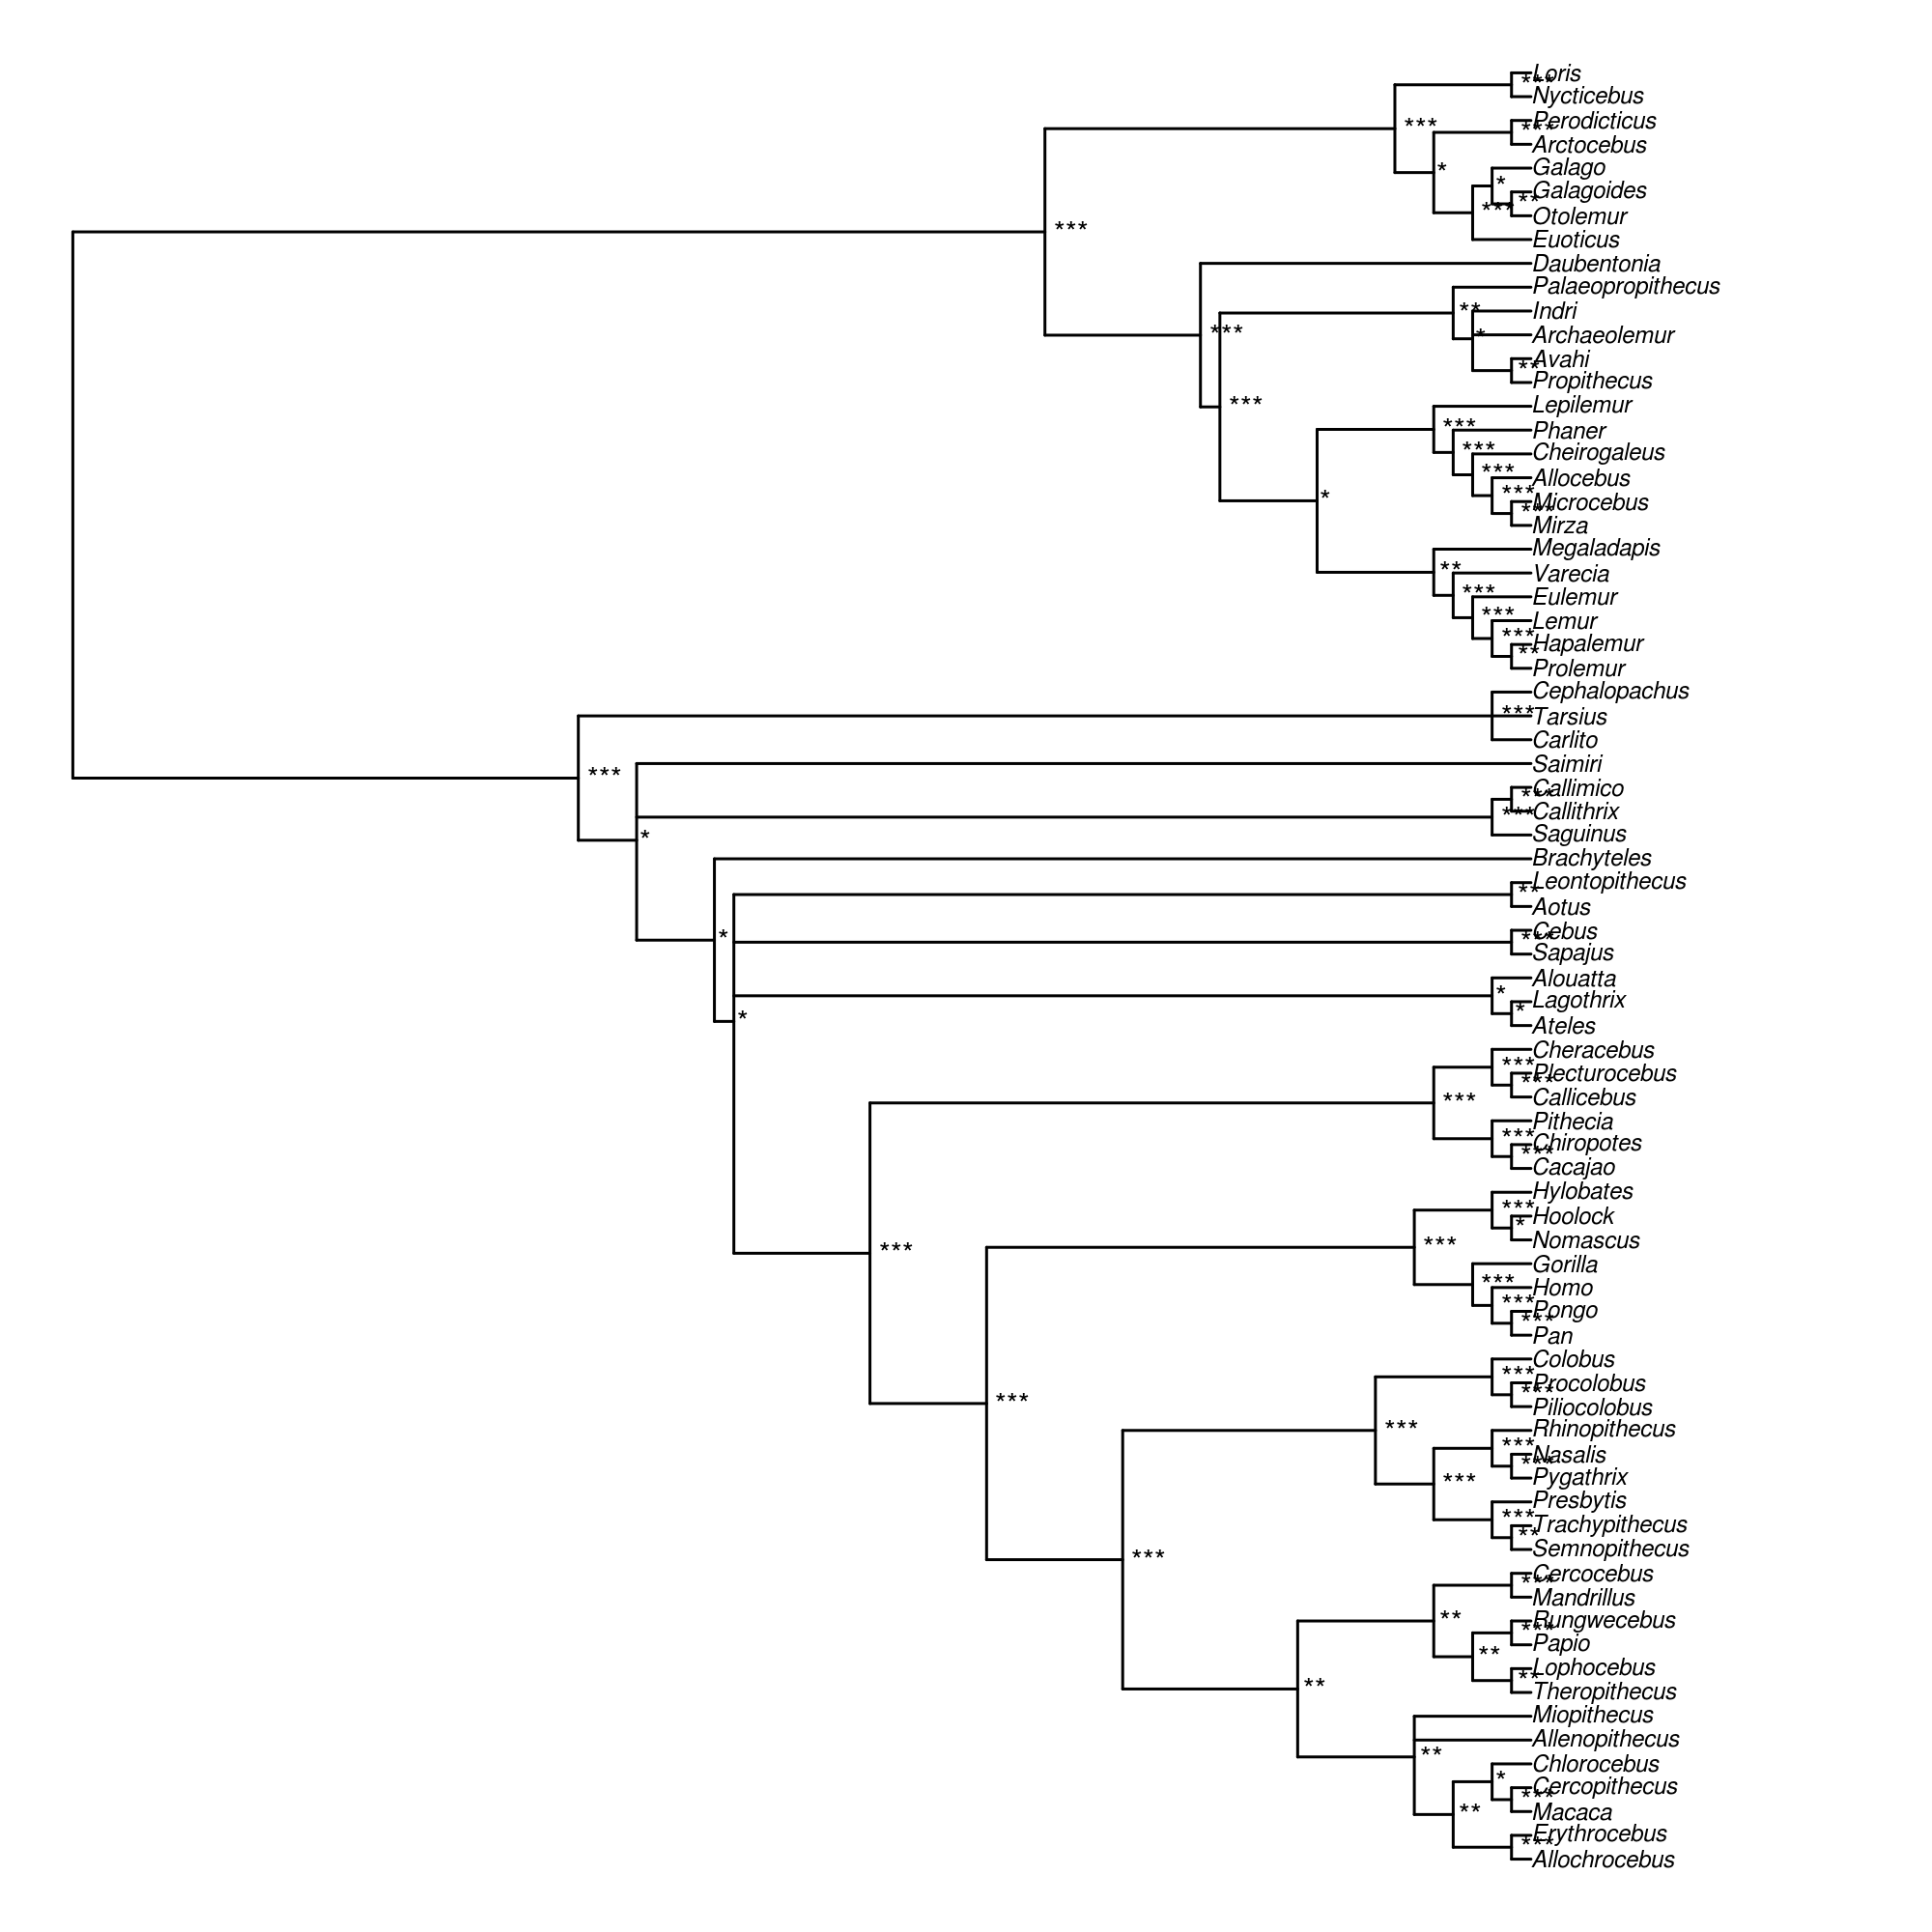 Loris
***
Nycticebus
Perodicticus
***
***
Arctocebus
Galago
*
*
Galagoides
**
***
Otolemur
***
Euoticus
Daubentonia
Palaeopropithecus
**
Indri
***
*
Archaeolemur
Avahi
**
Propithecus
***
Lepilemur
***
Phaner
***
Cheirogaleus
***
Allocebus
***
*
Microcebus
***
Mirza
Megaladapis
**
Varecia
***
Eulemur
***
Lemur
***
Hapalemur
**
Prolemur
Cephalopachus
***
Tarsius
Carlito
Saimiri
***
Callimico
***
***
Callithrix
Saguinus
*
Brachyteles
Leontopithecus
**
Aotus
Cebus
*
***
Sapajus
Alouatta
*
Lagothrix
*
*
Ateles
Cheracebus
***
Plecturocebus
***
Callicebus
***
Pithecia
***
Chiropotes
***
Cacajao
Hylobates
***
Hoolock
*
Nomascus
***
***
Gorilla
***
Homo
***
Pongo
***
Pan
Colobus
***
Procolobus
***
***
Piliocolobus
***
Rhinopithecus
***
Nasalis
***
Pygathrix
***
Presbytis
***
Trachypithecus
**
Semnopithecus
***
Cercocebus
***
Mandrillus
**
Rungwecebus
***
Papio
**
Lophocebus
**
Theropithecus
**
Miopithecus
Allenopithecus
**
Chlorocebus
*
Cercopithecus
***
Macaca
**
Erythrocebus
***
Allochrocebus